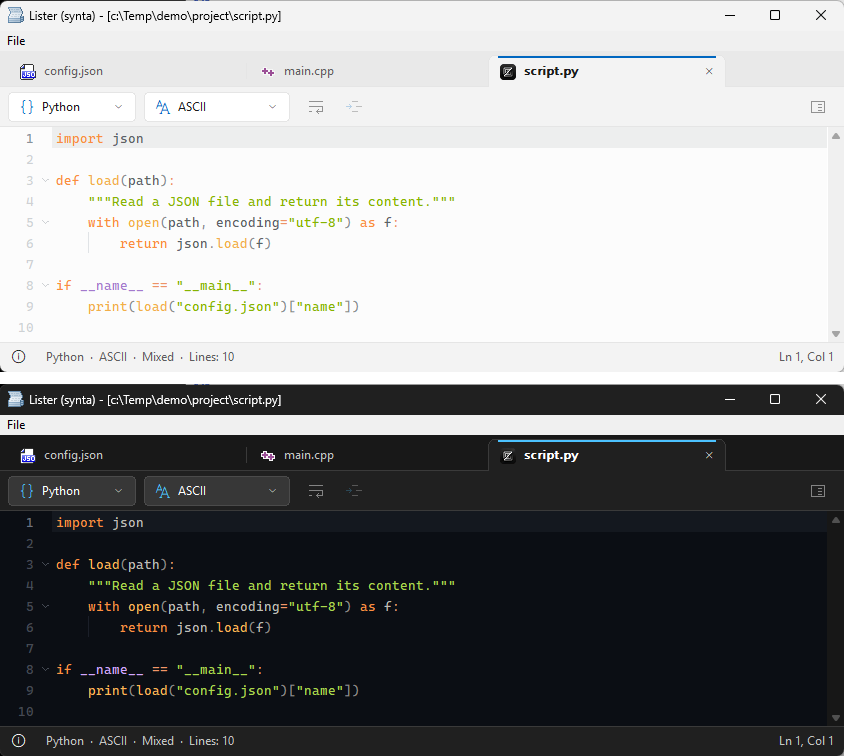 Lister (synta) - [c:\Temp\demo\project\script.py]
File
config.json main.cpp script.py ×
{} Python AA ASCII
1 import json
2
3 def load(path):
4     """Read a JSON file and return its content."""
5     with open(path, encoding="utf-8") as f:
6         return json.load(f)
7
8 if __name__ == "__main__":
9     print(load("config.json")["name"])
10
Python · ASCII · Mixed · Lines: 10 Ln 1, Col 1
Lister (synta) - [c:\Temp\demo\project\script.py]
File
config.json main.cpp script.py ×
{} Python AA ASCII
1 import json
2
3 def load(path):
4     """Read a JSON file and return its content."""
5     with open(path, encoding="utf-8") as f:
6         return json.load(f)
7
8 if __name__ == "__main__":
9     print(load("config.json")["name"])
10
Python · ASCII · Mixed · Lines: 10 Ln 1, Col 1